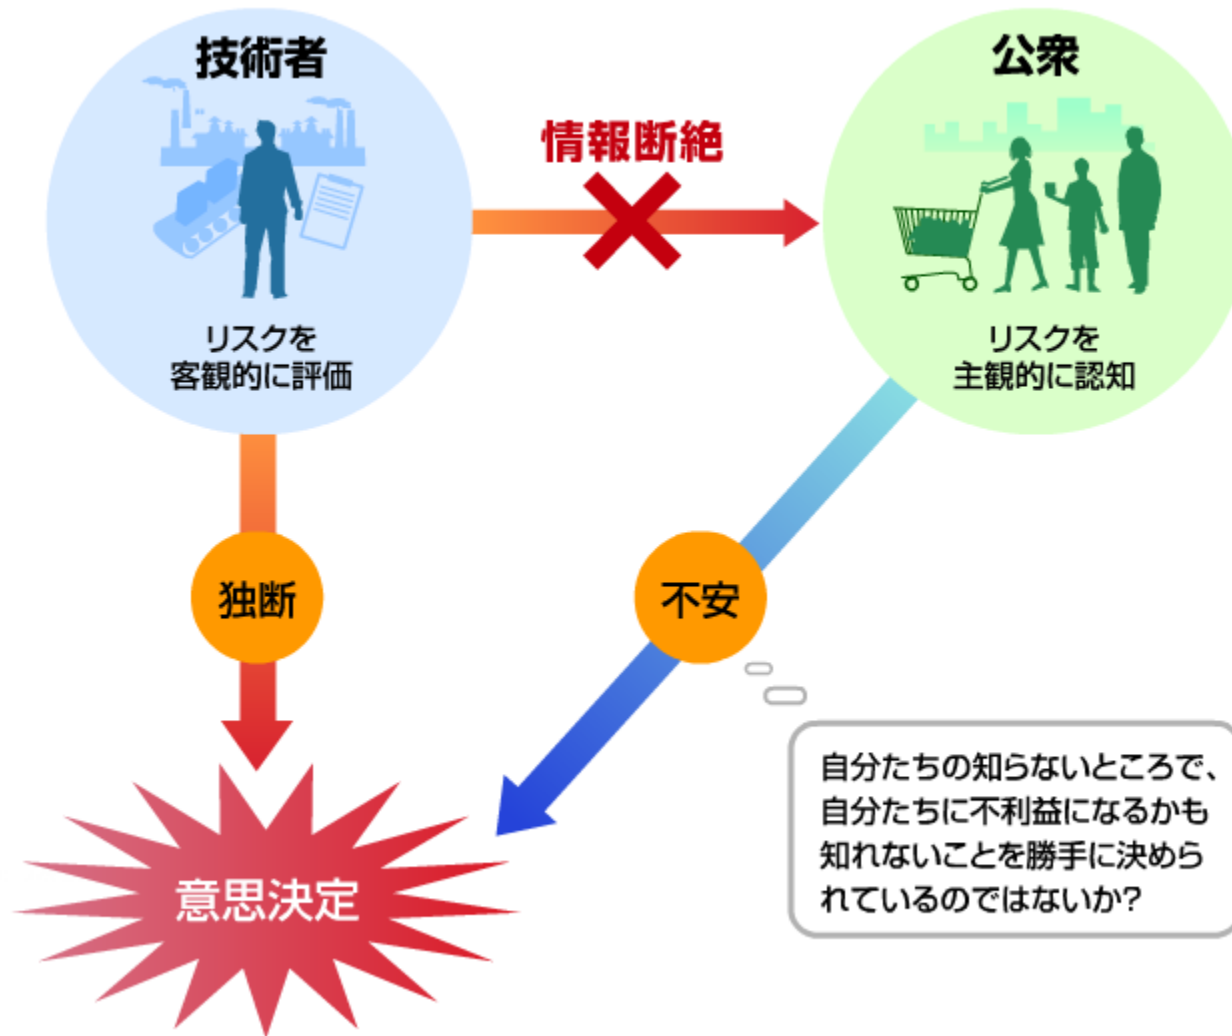 技術者
公衆
情報断絶
リスクを
客観的に評価
リスクを
主観的に認知
独断
不安
自分たちの知らないところで、
自分たちに不利益になるかも
知れないことを勝手に決めら
れているのではないか?
意思決定